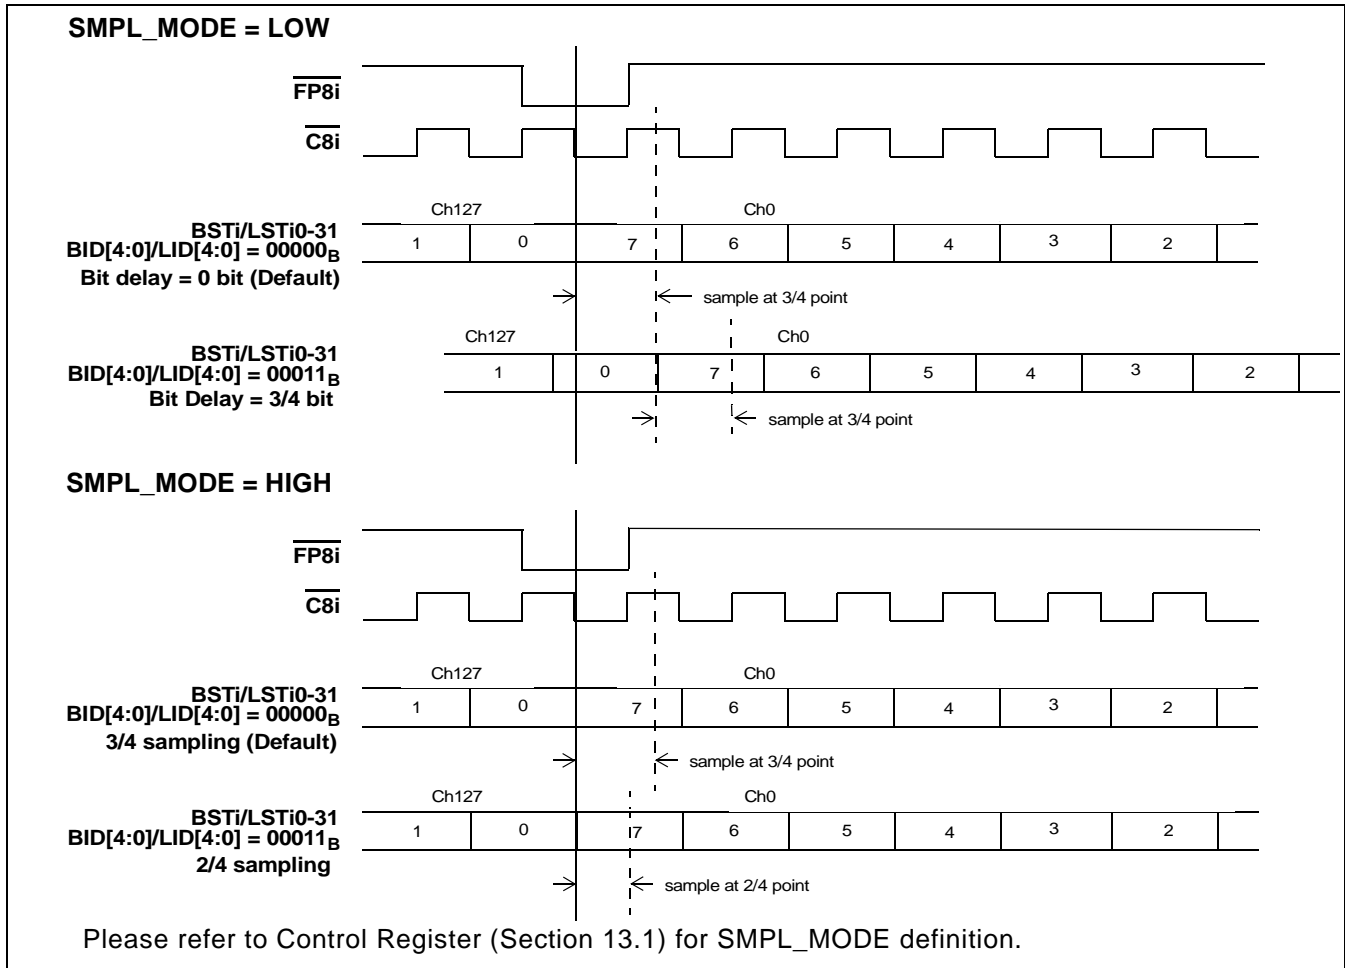 SMPL_MODE = LOW
FP8i
C8i
Ch127 Ch0
BSTi/LSTi0-31
BID[4:0]/LID[4:0] = 00000B
Bit delay = 0 bit (Default)
1 0 7 6 5 4 3 2
sample at 3/4 point
Ch127 Ch0
BSTi/LSTi0-31
BID[4:0]/LID[4:0] = 00011B
Bit Delay = 3/4 bit
1 0 7 6 5 4 3 2
sample at 3/4 point
SMPL_MODE = HIGH
FP8i
C8i
Ch127 Ch0
BSTi/LSTi0-31
BID[4:0]/LID[4:0] = 00000B
3/4 sampling (Default)
1 0 7 6 5 4 3 2
sample at 3/4 point
Ch127 Ch0
BSTi/LSTi0-31
BID[4:0]/LID[4:0] = 00011B
2/4 sampling
1 0 7 6 5 4 3 2
sample at 2/4 point
Please refer to Control Register (Section 13.1) for SMPL_MODE definition.